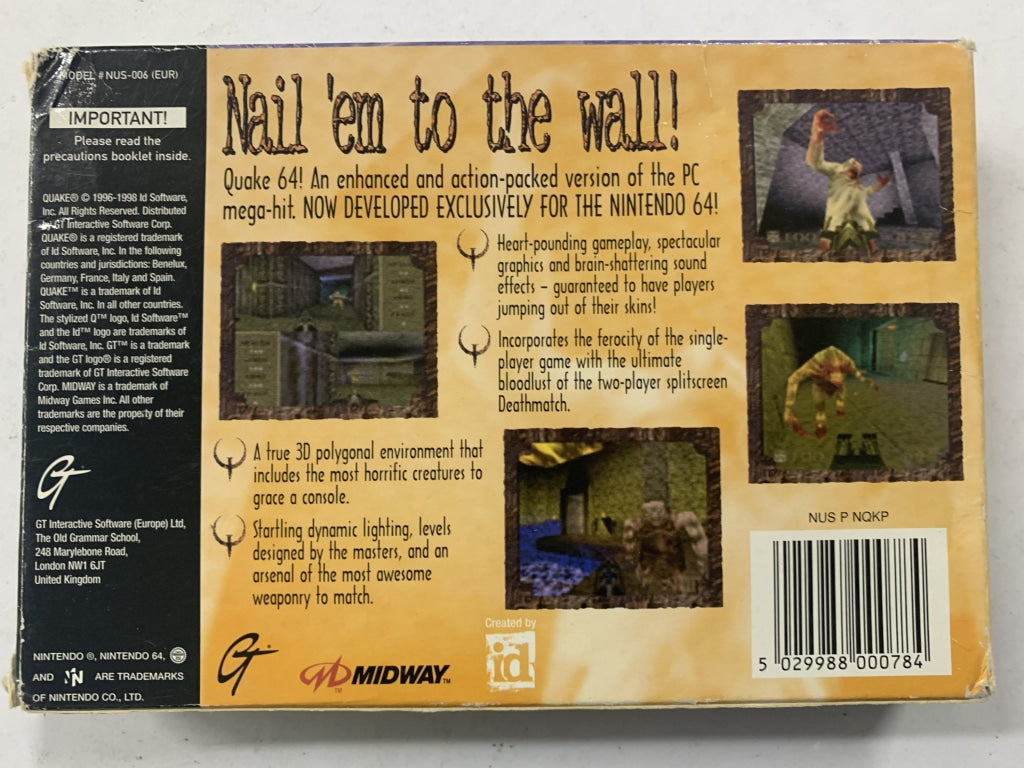 MODEL # NUS-006 (EUR)
IMPORTANT!
Please read the
precautions booklet inside.
QUAKE® © 1996-1998 Id Software,
Inc. All Rights Reserved. Distributed
by GT Interactive Software Corp.
QUAKE® is a registered trademark
of Id Software, Inc. In the following
countries and jurisdictions: Benelux,
Germany, France, Italy and Spain.
QUAKE™ is a trademark of Id
Software, Inc. In all other countries.
The stylized Q™ logo, Id Software™
and the Id™ logo are trademarks of
Id Software, Inc. GT™ is a trademark
and the GT logo® is a registered
trademark of GT Interactive Software
Corp. MIDWAY is a trademark of
Midway Games Inc. All other
trademarks are the property of their
respective companies.
GT
GT Interactive Software (Europe) Ltd,
The Old Grammar School,
248 Marylebone Road,
London NW1 6JT
United Kingdom
NINTENDO ®, NINTENDO 64,
AND N ARE TRADEMARKS
OF NINTENDO CO., LTD.
Nail 'em to the wall!
Quake 64! An enhanced and action-packed version of the PC
mega-hit. NOW DEVELOPED EXCLUSIVELY FOR THE NINTENDO 64!
Heart-pounding gameplay, spectacular
graphics and brain-shattering sound
effects – guaranteed to have players
jumping out of their skins!
Incorporates the ferocity of the single-
player game with the ultimate
bloodlust of the two-player splitscreen
Deathmatch.
A true 3D polygonal environment that
includes the most horrific creatures to
grace a console.
Startling dynamic lighting, levels
designed by the masters, and an
arsenal of the most awesome
weaponry to match.
GT
MIDWAY™
Created by
id
NUS P NQKP
5 029988 000784